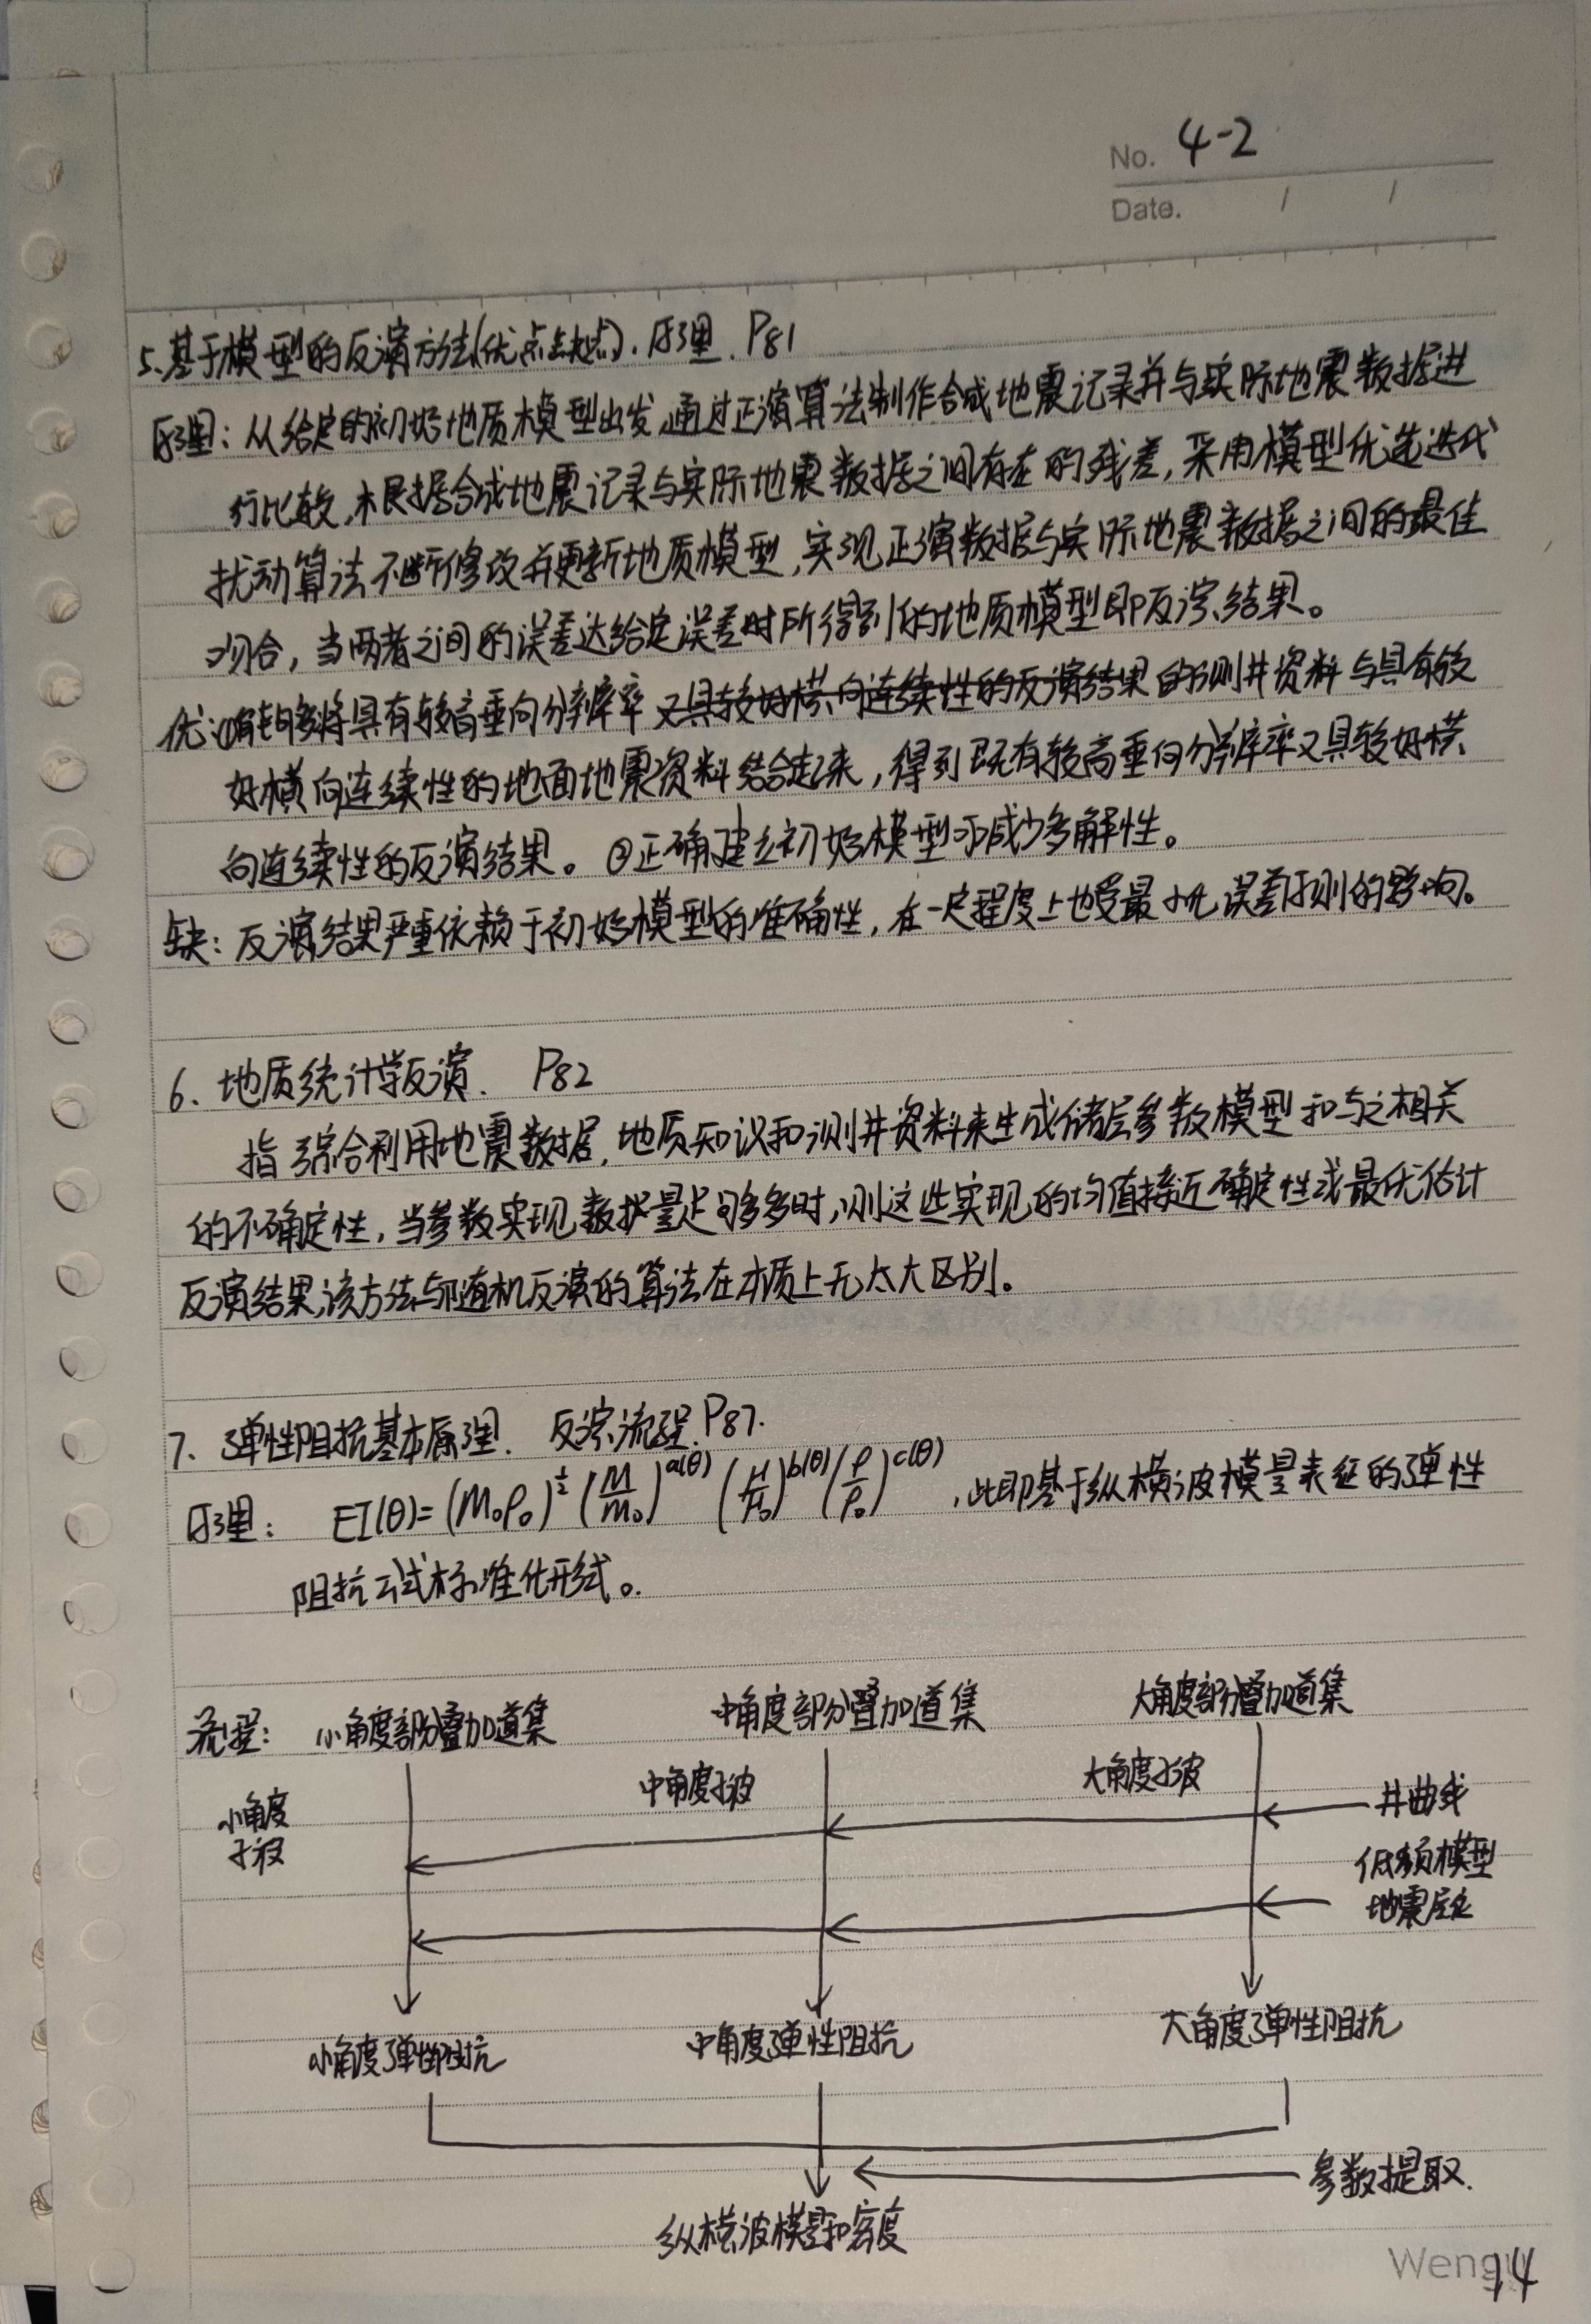 No. 4-2
Date. / /
5.基于模型的反演方法(优点缺点).原理. P81
原理:从给定的初始地质模型出发,通过正演算法制作合成地震记录并与实际地震数据进
行比较,根据合成地震记录与实际地震数据之间存在的残差,采用模型优选迭代
扰动算法不断修改并更新地质模型,实现正演数据与实际地震数据之间的最佳
吻合,当两者之间的误差达给定误差时所得到的地质模型即反演结果。
优:①能够将具有较高垂向分辨率又具较好横向连续性的反演结果的测井资料与具有较
好横向连续性的地面地震资料结合起来,得到既有较高垂向分辨率又具较好横
向连续性的反演结果。②正确建立初始模型可减少多解性。
缺:反演结果严重依赖于初始模型的准确性,在一定程度上也受最小化误差原则的影响。
6、地质统计学反演. P82
指综合利用地震数据,地质知识和测井资料来生成储层参数模型和与之相关
的不确定性,当参数实现数据量足够多多时,则这些实现的均值接近确定性或最优估计
反演结果,该方法与随机反演的算法在本质上无太大区别。
7、弹性阻抗基本原理. 反演流程.P87.
原理: EI(θ)=(M₀ρ₀)^½ (M/M₀)^a(θ) (μ/μ₀)^b(θ) (ρ/ρ₀)^c(θ) ,此即基于纵横波模量表征的弹性
阻抗公式标准化形式。
流程: 小角度部分叠加道集 中角度部分叠加道集 大角度部分叠加道集
小角度
子波
中角度子波 大角度子波 井曲线
低频模型
地震层位
小角度弹性阻抗 中角度弹性阻抗 大角度弹性阻抗
参数提取.
纵横波模量和密度
Weng
14